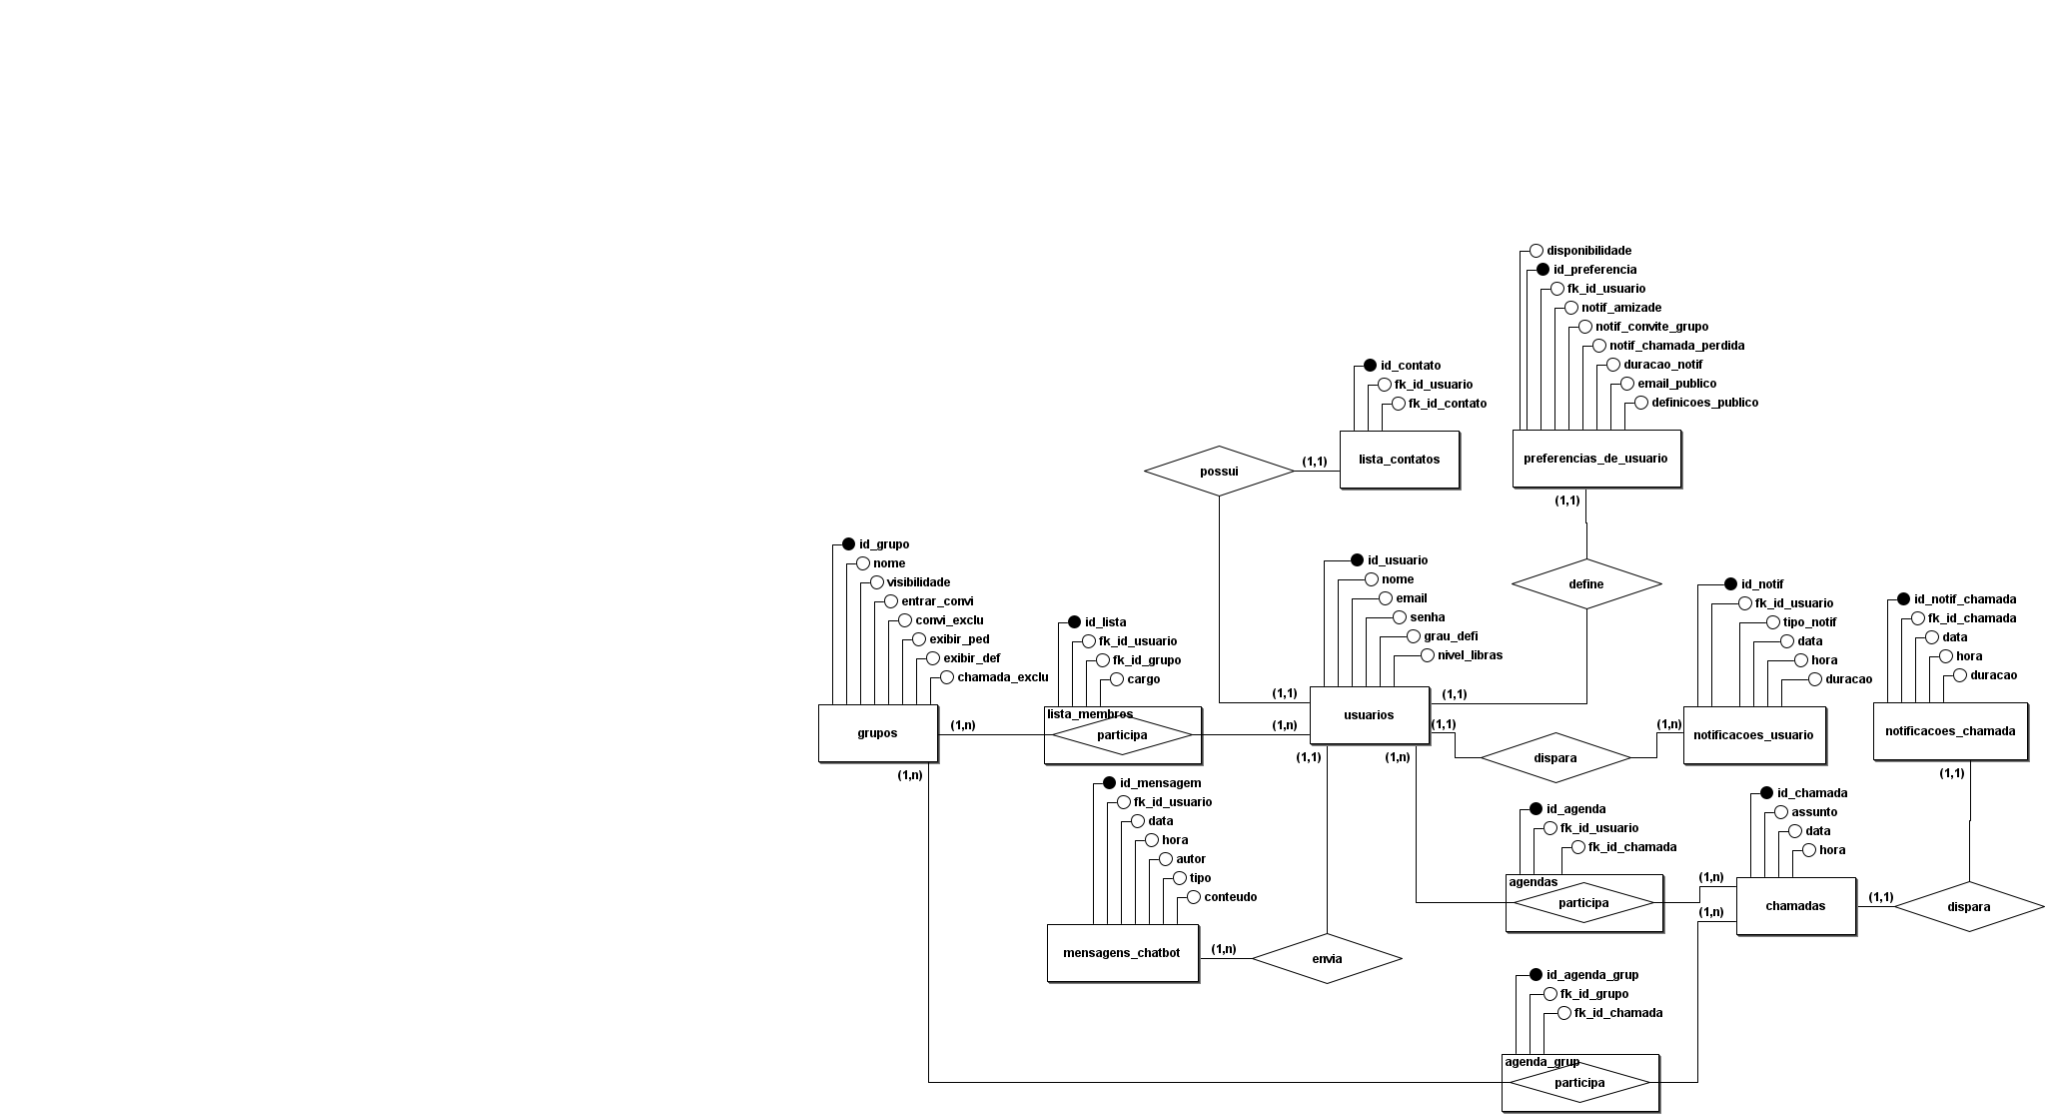 disponibilidade
id_preferencia
fk_id_usuario
notif_amizade
notif_convite_grupo
notif_chamada_perdida
duracao_notif
email_publico
definicoes_publico
preferencias_de_usuario
(1,1)
id_contato
fk_id_usuario
fk_id_contato
lista_contatos
(1,1)
possui
define
id_grupo
nome
visibilidade
entrar_convi
convi_exclu
exibir_ped
exibir_def
chamada_exclu
grupos
(1,n)
(1,n)
id_lista
fk_id_usuario
fk_id_grupo
cargo
lista_membros
participa
(1,n)
(1,1)
id_usuario
nome
email
senha
grau_defi
nivel_libras
usuarios
(1,1)
(1,1)
(1,1)
(1,n)
dispara
(1,n)
id_notif
fk_id_usuario
tipo_notif
data
hora
duracao
notificacoes_usuario
id_notif_chamada
fk_id_chamada
data
hora
duracao
notificacoes_chamada
(1,1)
id_mensagem
fk_id_usuario
data
hora
autor
tipo
conteudo
mensagens_chatbot
(1,n)
envia
id_agenda
fk_id_usuario
fk_id_chamada
agendas
participa
(1,n)
(1,n)
id_chamada
assunto
data
hora
chamadas
(1,1)
dispara
id_agenda_grup
fk_id_grupo
fk_id_chamada
agenda_grup
participa